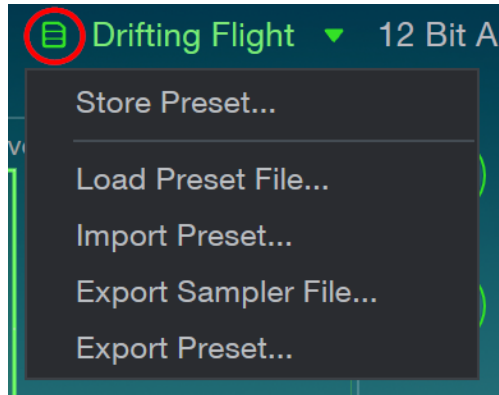 Drifting Flight 12 Bit A
Store Preset...
Load Preset File...
Import Preset...
Export Sampler File...
Export Preset...